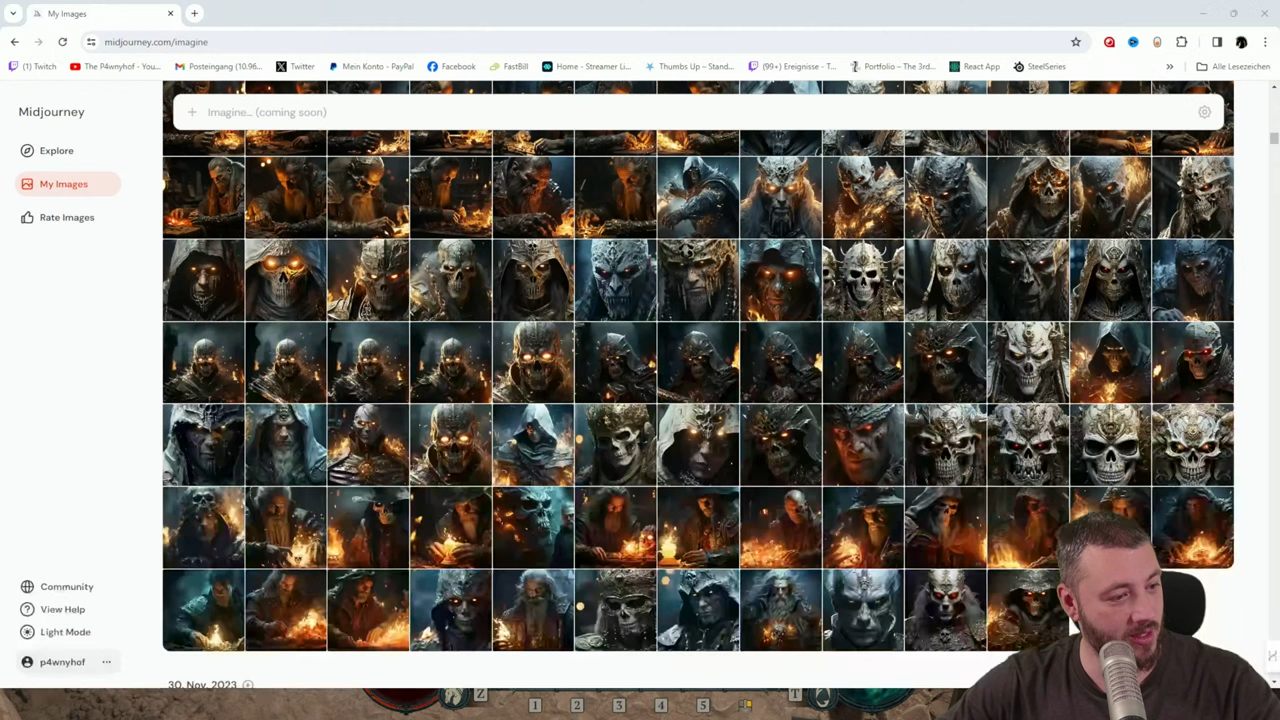 My Images
midjourney.com/imagine
(1) Twitch
The P4wnyhof - You...
Posteingang (10.96...
Twitter
Mein Konto - PayPal
Facebook
FastBill
Home - Streamer Li...
Thumbs Up – Stand...
(99+) Ereignisse - T...
Portfolio – The 3rd...
React App
SteelSeries
»
Alle Lesezeichen
Midjourney
Imagine... (coming soon)
Explore
My Images
Rate Images
Community
View Help
Light Mode
p4wnyhof
30. Nov. 2023
Z
1
2
3
4
5
T